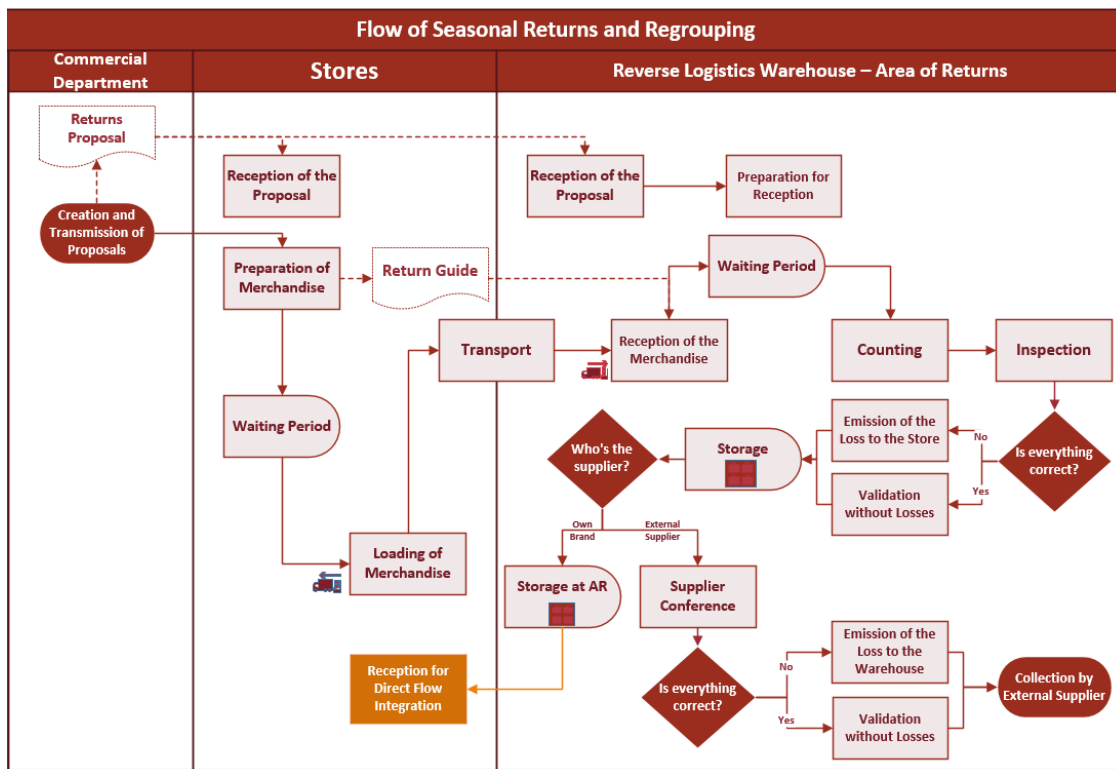 Flow of Seasonal Returns and Regrouping
Commercial
Department
Stores
Reverse Logistics Warehouse – Area of Returns
Returns
Proposal
Reception of the
Proposal
Reception of the
Proposal
Preparation for
Reception
Creation and
Transmission of
Proposals
Preparation of
Merchandise
Return Guide
Waiting Period
Transport
Reception of the
Merchandise
Counting
Inspection
Waiting Period
Who's the
supplier?
Storage
Emission of the
Loss to the Store
No
Is everything
correct?
Yes
Validation
without Losses
Own
Brand
External
Supplier
Loading of
Merchandise
Storage at AR
Supplier
Conference
Reception for
Direct Flow
Integration
Is everything
correct?
No
Yes
Emission of the
Loss to the
Warehouse
Validation
without Losses
Collection by
External Supplier